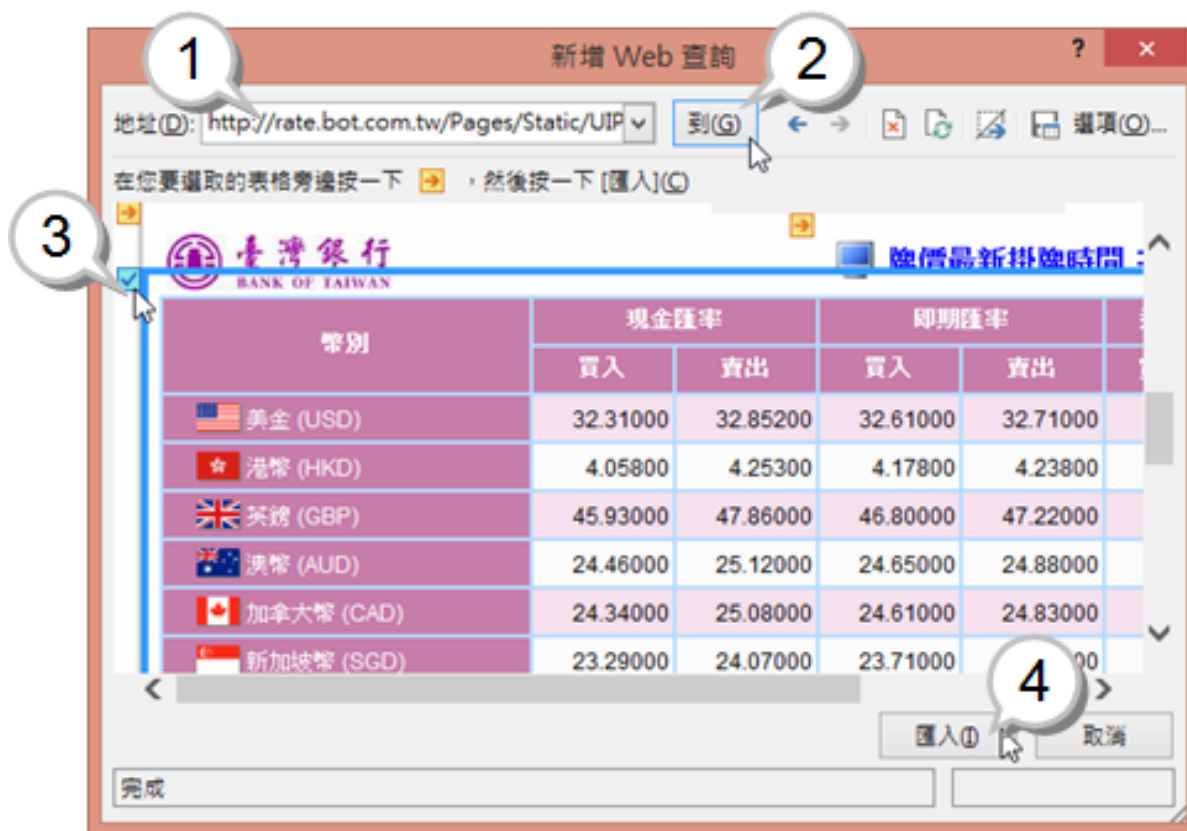 1
2
新增 Web 查詢
?
地址(D): http://rate.bot.com.tw/Pages/Static/UIP 到(G) 選項(O)...
在您要選取的表格旁邊按一下 ，然後按一下 [匯入](C)
3
臺灣銀行
BANK OF TAIWAN
牌價最新掛牌時間：
幣別 現金匯率 即期匯率
買入 賣出 買入 賣出
美金 (USD) 32.31000 32.85200 32.61000 32.71000
港幣 (HKD) 4.05800 4.25300 4.17800 4.23800
英鎊 (GBP) 45.93000 47.86000 46.80000 47.22000
澳幣 (AUD) 24.46000 25.12000 24.65000 24.88000
加拿大幣 (CAD) 24.34000 25.08000 24.61000 24.83000
新加坡幣 (SGD) 23.29000 24.07000 23.71000
4
匯入(I) 取消
完成